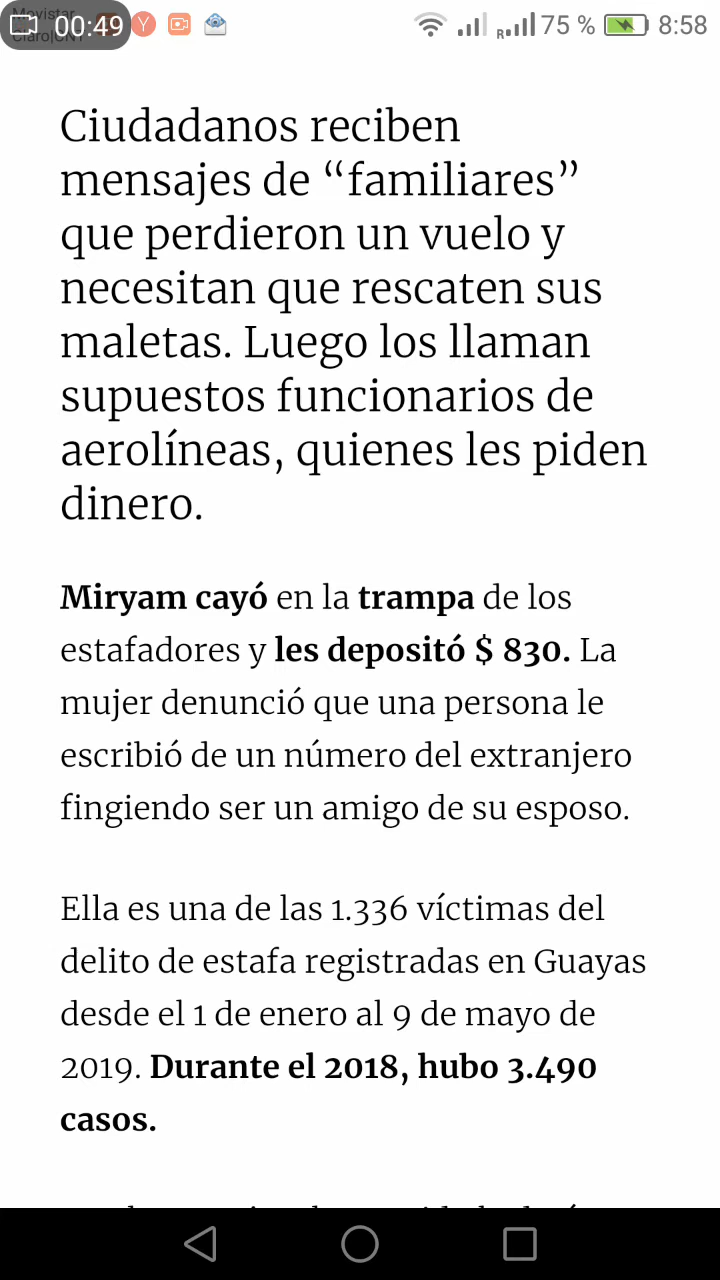 Movistar
Claro|CNT
00:49
75 %
8:58
Ciudadanos reciben
mensajes de “familiares”
que perdieron un vuelo y
necesitan que rescaten sus
maletas. Luego los llaman
supuestos funcionarios de
aerolíneas, quienes les piden
dinero.
Miryam cayó en la trampa de los
estafadores y les depositó $ 830. La
mujer denunció que una persona le
escribió de un número del extranjero
fingiendo ser un amigo de su esposo.
Ella es una de las 1.336 víctimas del
delito de estafa registradas en Guayas
desde el 1 de enero al 9 de mayo de
2019. Durante el 2018, hubo 3.490
casos.